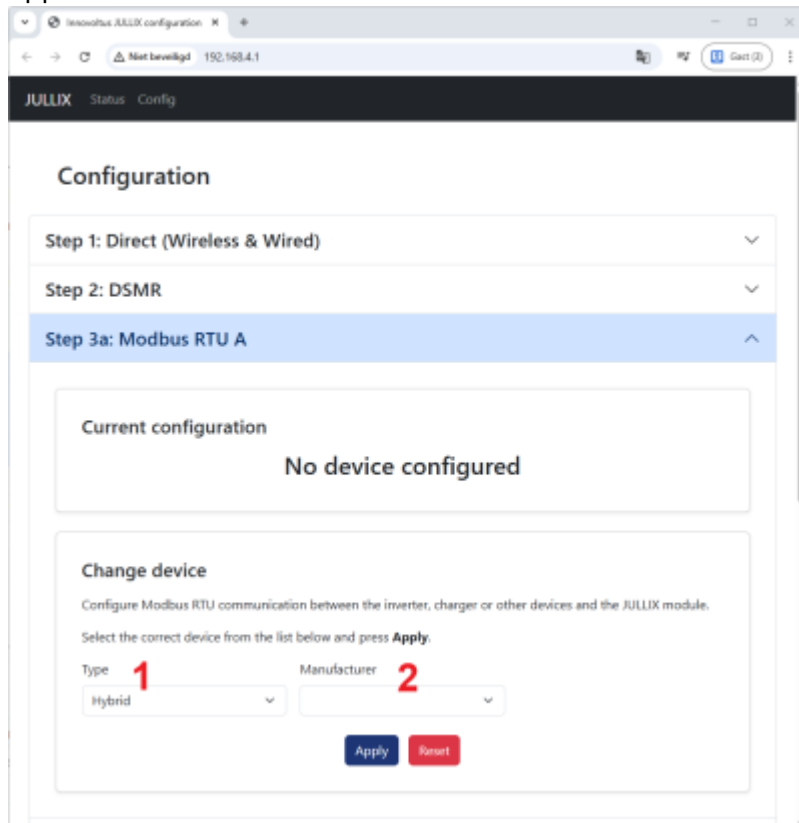 Innovoltus JULLIX configuration
Niet beveiligd 192.168.4.1
Gast (2)
JULLIX Status Config
Configuration
Step 1: Direct (Wireless & Wired)
Step 2: DSMR
Step 3a: Modbus RTU A
Current configuration
No device configured
Change device
Configure Modbus RTU communication between the inverter, charger or other devices and the JULLIX module.
Select the correct device from the list below and press Apply.
Type 1 Manufacturer 2
Hybrid
Apply Reset